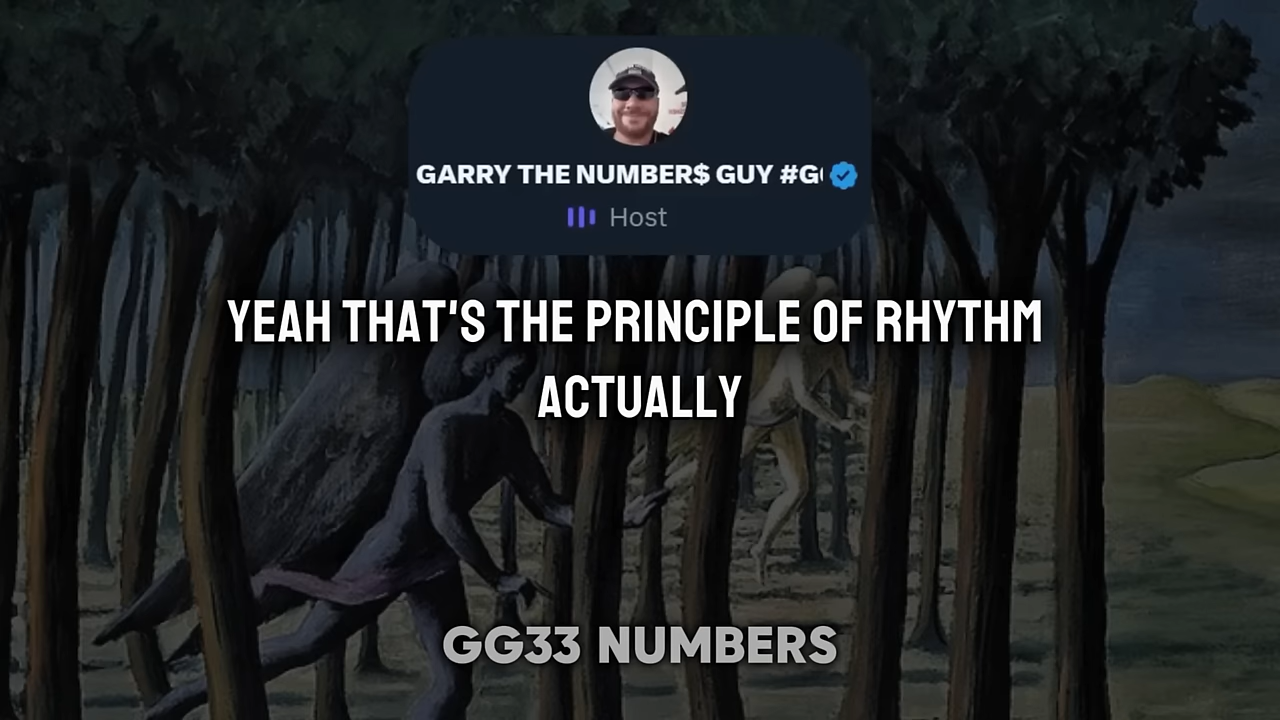 GARRY THE NUMBER$ GUY #G
Host
YEAH THAT'S THE PRINCIPLE OF RHYTHM
ACTUALLY
GG33 NUMBERS